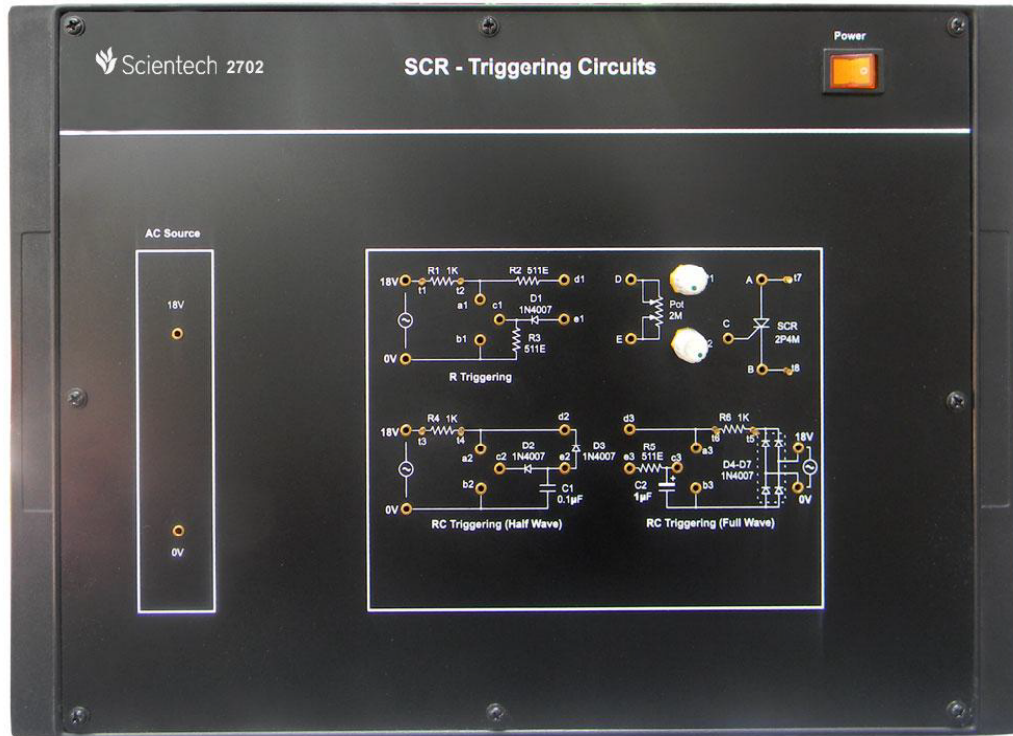 Scientech 2702
SCR - Triggering Circuits
Power
AC Source
18V
0V
18V
R1 1K
t1
t2
R2 511E
d1
a1
c1
D1
1N4007
e1
b1
R3
511E
0V
R Triggering
D
Pot
2M
E
A
t7
C
SCR
2P4M
B
t8
18V
R4 1K
t3
t4
d2
a2
c2
D2
1N4007
e2
D3
1N4007
b2
C1
0.1µF
0V
RC Triggering (Half Wave)
d3
R6 1K
t6
t5
a3
18V
e3
R5
511E
c3
D4-D7
1N4007
C2
1µF
+
b3
0V
RC Triggering (Full Wave)